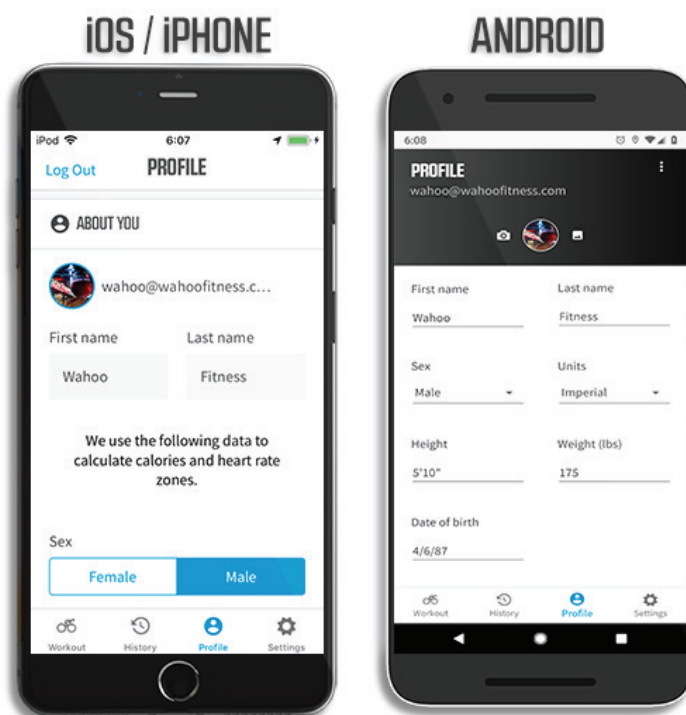 iOS / iPHONE
iPod 6:07
Log Out PROFILE
ABOUT YOU
wahoo@wahoofitness.c...
First name Last name
Wahoo Fitness
We use the following data to
calculate calories and heart rate
zones.
Sex
Female Male
Workout History Profile Settings
ANDROID
6:08
PROFILE
wahoo@wahoofitness.com
First name Last name
Wahoo Fitness
Sex Units
Male Imperial
Height Weight (lbs)
5'10" 175
Date of birth
4/6/87
Workout History Profile Settings